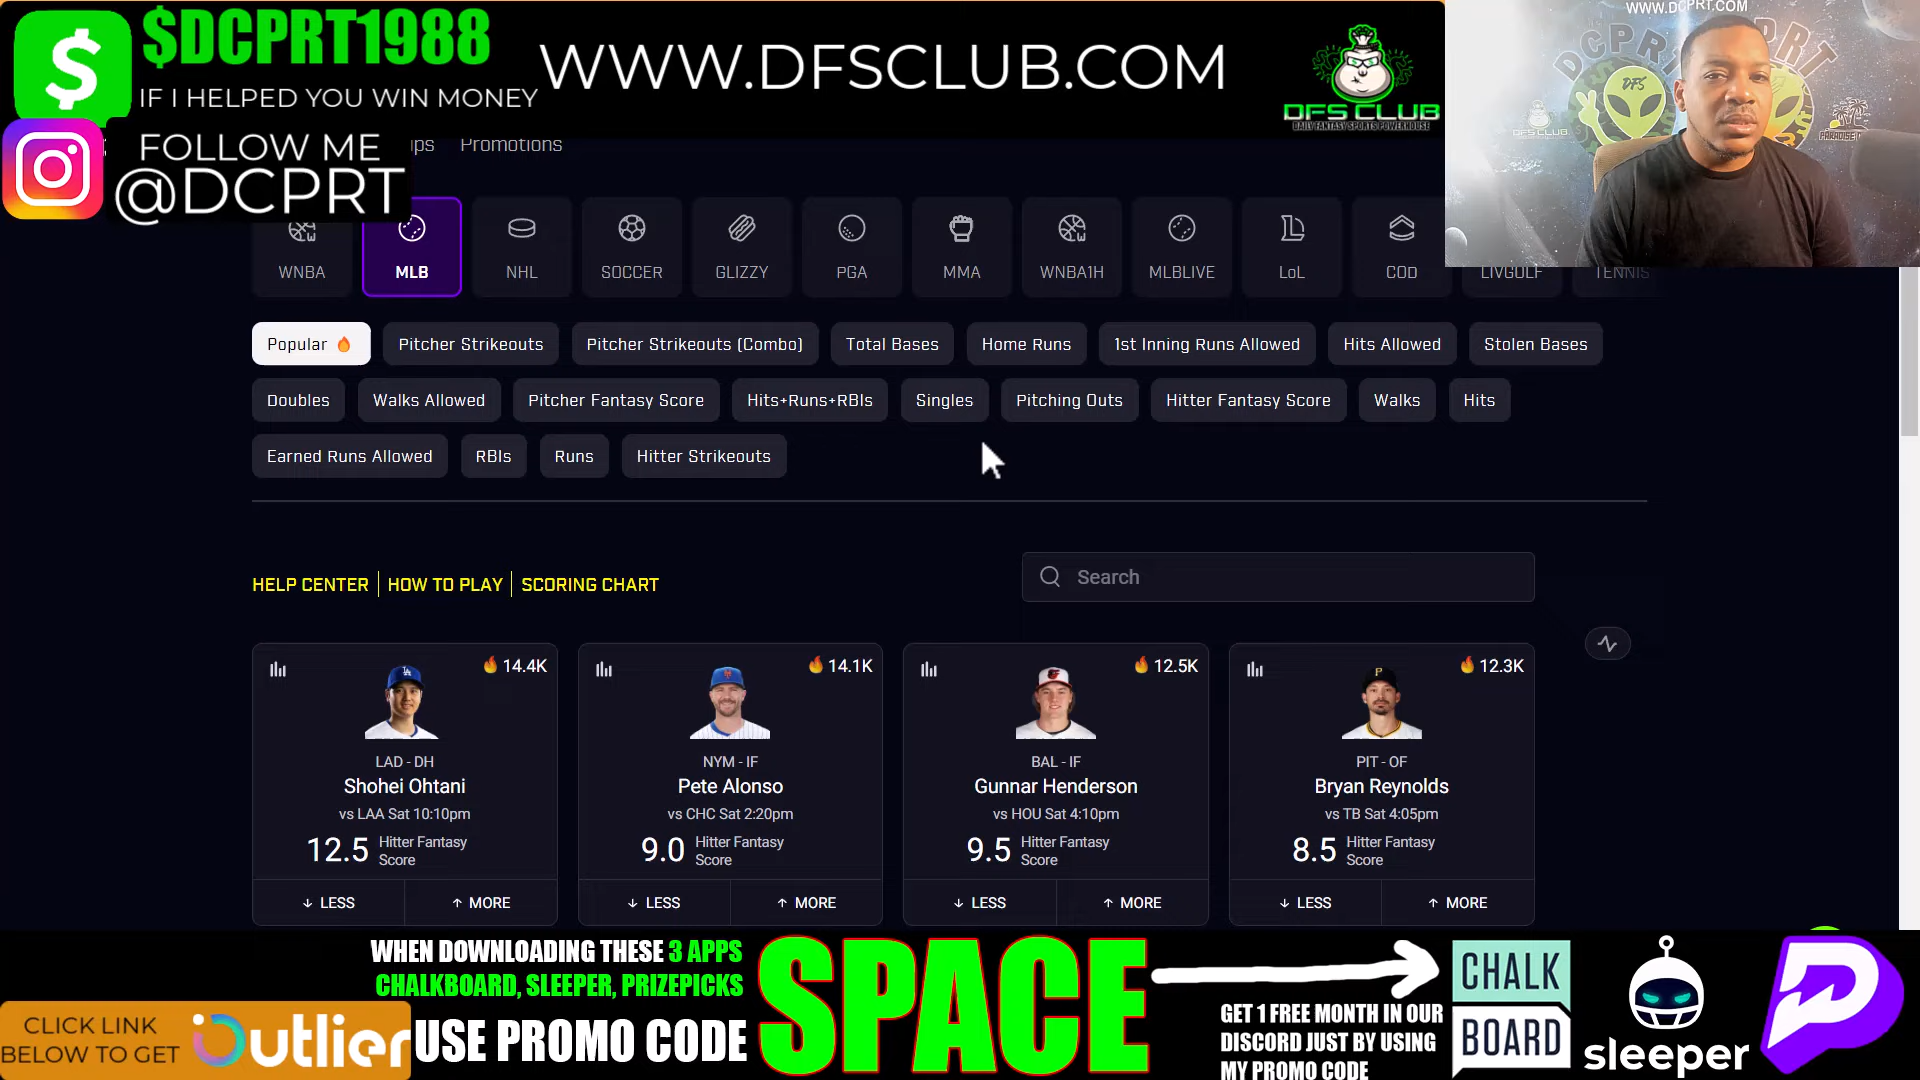 $DCPRT1988
IF I HELPED YOU WIN MONEY
WWW.DFSCLUB.COM
DFS CLUB
DAILY FANTASY SPORTS POWERHOUSE
WWW.DCPRT.COM
DCPRT
DFS
DFS CLUB
FOLLOW ME
@DCPRT
Promotions
WNBA
MLB
NHL
SOCCER
GLIZZY
PGA
MMA
WNBA1H
MLBLIVE
LoL
COD
LIVGOLF
TENNIS
Popular
Pitcher Strikeouts
Pitcher Strikeouts (Combo)
Total Bases
Home Runs
1st Inning Runs Allowed
Hits Allowed
Stolen Bases
Doubles
Walks Allowed
Pitcher Fantasy Score
Hits+Runs+RBIs
Singles
Pitching Outs
Hitter Fantasy Score
Walks
Hits
Earned Runs Allowed
RBIs
Runs
Hitter Strikeouts
HELP CENTER
HOW TO PLAY
SCORING CHART
Search
14.4K
LAD - DH
Shohei Ohtani
vs LAA Sat 10:10pm
12.5 Hitter Fantasy
Score
LESS
MORE
14.1K
NYM - IF
Pete Alonso
vs CHC Sat 2:20pm
9.0 Hitter Fantasy
Score
LESS
MORE
12.5K
BAL - IF
Gunnar Henderson
vs HOU Sat 4:10pm
9.5 Hitter Fantasy
Score
LESS
MORE
12.3K
PIT - OF
Bryan Reynolds
vs TB Sat 4:05pm
8.5 Hitter Fantasy
Score
LESS
MORE
WHEN DOWNLOADING THESE 3 APPS
CHALKBOARD, SLEEPER, PRIZEPICKS
USE PROMO CODE
SPACE
CLICK LINK
BELOW TO GET
Outlier
GET 1 FREE MONTH IN OUR
DISCORD JUST BY USING
MY PROMO CODE
CHALK
BOARD
sleeper